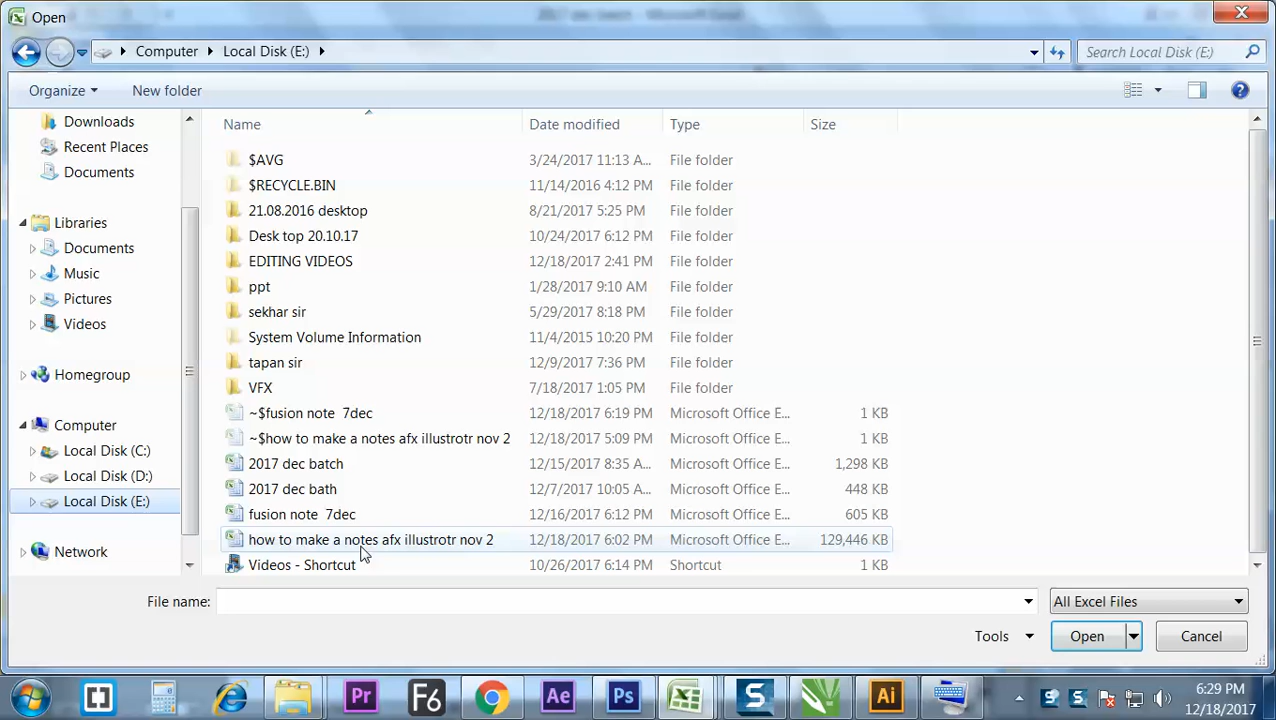 Open
2017 dec batch - Microsoft Excel
Computer Local Disk (E:) Search Local Disk (E:)
Organize New folder
Name Date modified Type Size
Downloads
Recent Places
Documents
Libraries
Documents
Music
Pictures
Videos
Homegroup
Computer
Local Disk (C:)
Local Disk (D:)
Local Disk (E:)
Network
$AVG 3/24/2017 11:13 A... File folder
$RECYCLE.BIN 11/14/2016 4:12 PM File folder
21.08.2016 desktop 8/21/2017 5:25 PM File folder
Desk top 20.10.17 10/24/2017 6:12 PM File folder
EDITING VIDEOS 12/18/2017 2:41 PM File folder
ppt 1/28/2017 9:10 AM File folder
sekhar sir 5/29/2017 8:18 PM File folder
System Volume Information 11/4/2015 10:20 PM File folder
tapan sir 12/9/2017 7:36 PM File folder
VFX 7/18/2017 1:05 PM File folder
~$fusion note  7dec 12/18/2017 6:19 PM Microsoft Office E... 1 KB
~$how to make a notes afx illustrotr nov 2 12/18/2017 5:09 PM Microsoft Office E... 1 KB
2017 dec batch 12/15/2017 8:35 A... Microsoft Office E... 1,298 KB
2017 dec bath 12/7/2017 10:05 A... Microsoft Office E... 448 KB
fusion note  7dec 12/16/2017 6:12 PM Microsoft Office E... 605 KB
how to make a notes afx illustrotr nov 2 12/18/2017 6:02 PM Microsoft Office E... 129,446 KB
Videos - Shortcut 10/26/2017 6:14 PM Shortcut 1 KB
File name: All Excel Files
Tools Open Cancel
Pr F6 Ae Ps S Ai
6:29 PM
12/18/2017